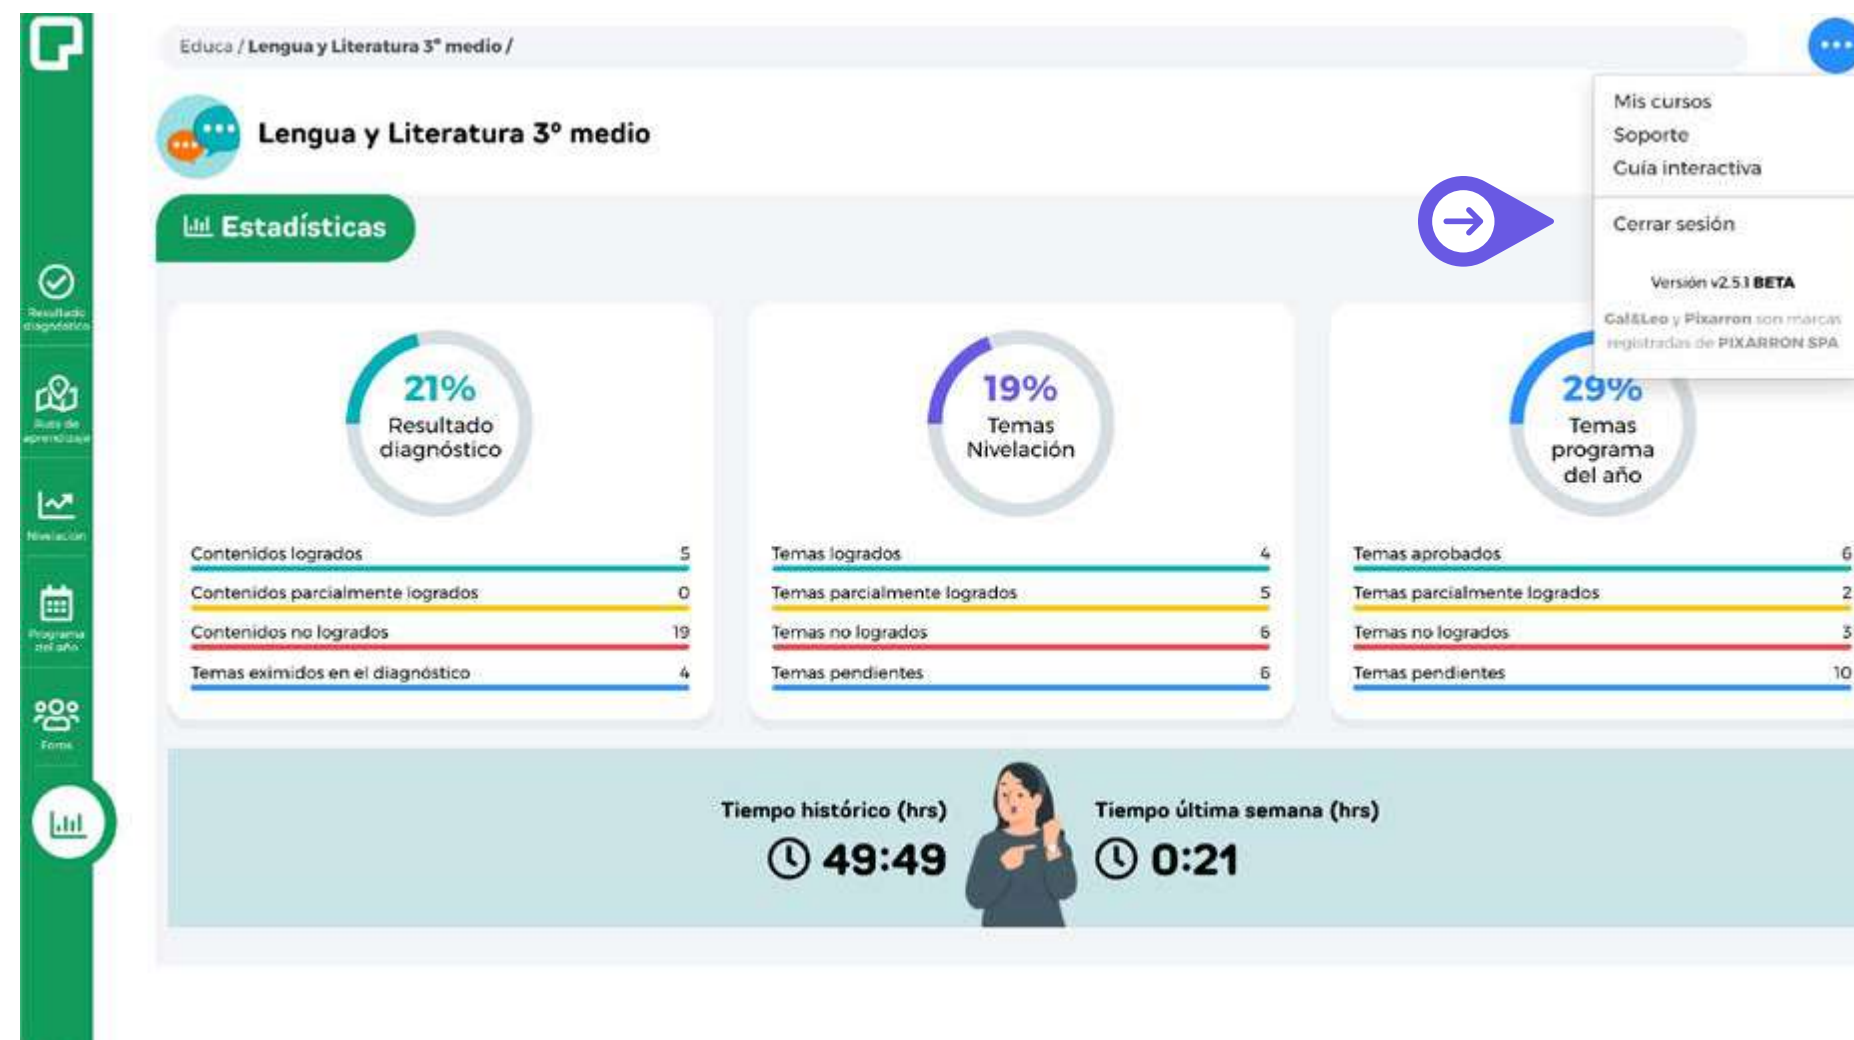 Educa / Lengua y Literatura 3° medio /
Mis cursos
Soporte
Guía interactiva
Cerrar sesión
Versión v2.5.1 BETA
Gal&Leo y Pixarron son marcas
registradas de PIXARRON SPA
Lengua y Literatura 3° medio
Estadísticas
Resultado
diagnóstico
Ruta de
aprendizaje
Nivelación
Programa
del año
Foros
21%
Resultado
diagnóstico
Contenidos logrados 5
Contenidos parcialmente logrados 0
Contenidos no logrados 19
Temas eximidos en el diagnóstico 4
19%
Temas
Nivelación
Temas logrados 4
Temas parcialmente logrados 5
Temas no logrados 6
Temas pendientes 6
29%
Temas
programa
del año
Temas aprobados 6
Temas parcialmente logrados 2
Temas no logrados 3
Temas pendientes 10
Tiempo histórico (hrs)
49:49
Tiempo última semana (hrs)
0:21